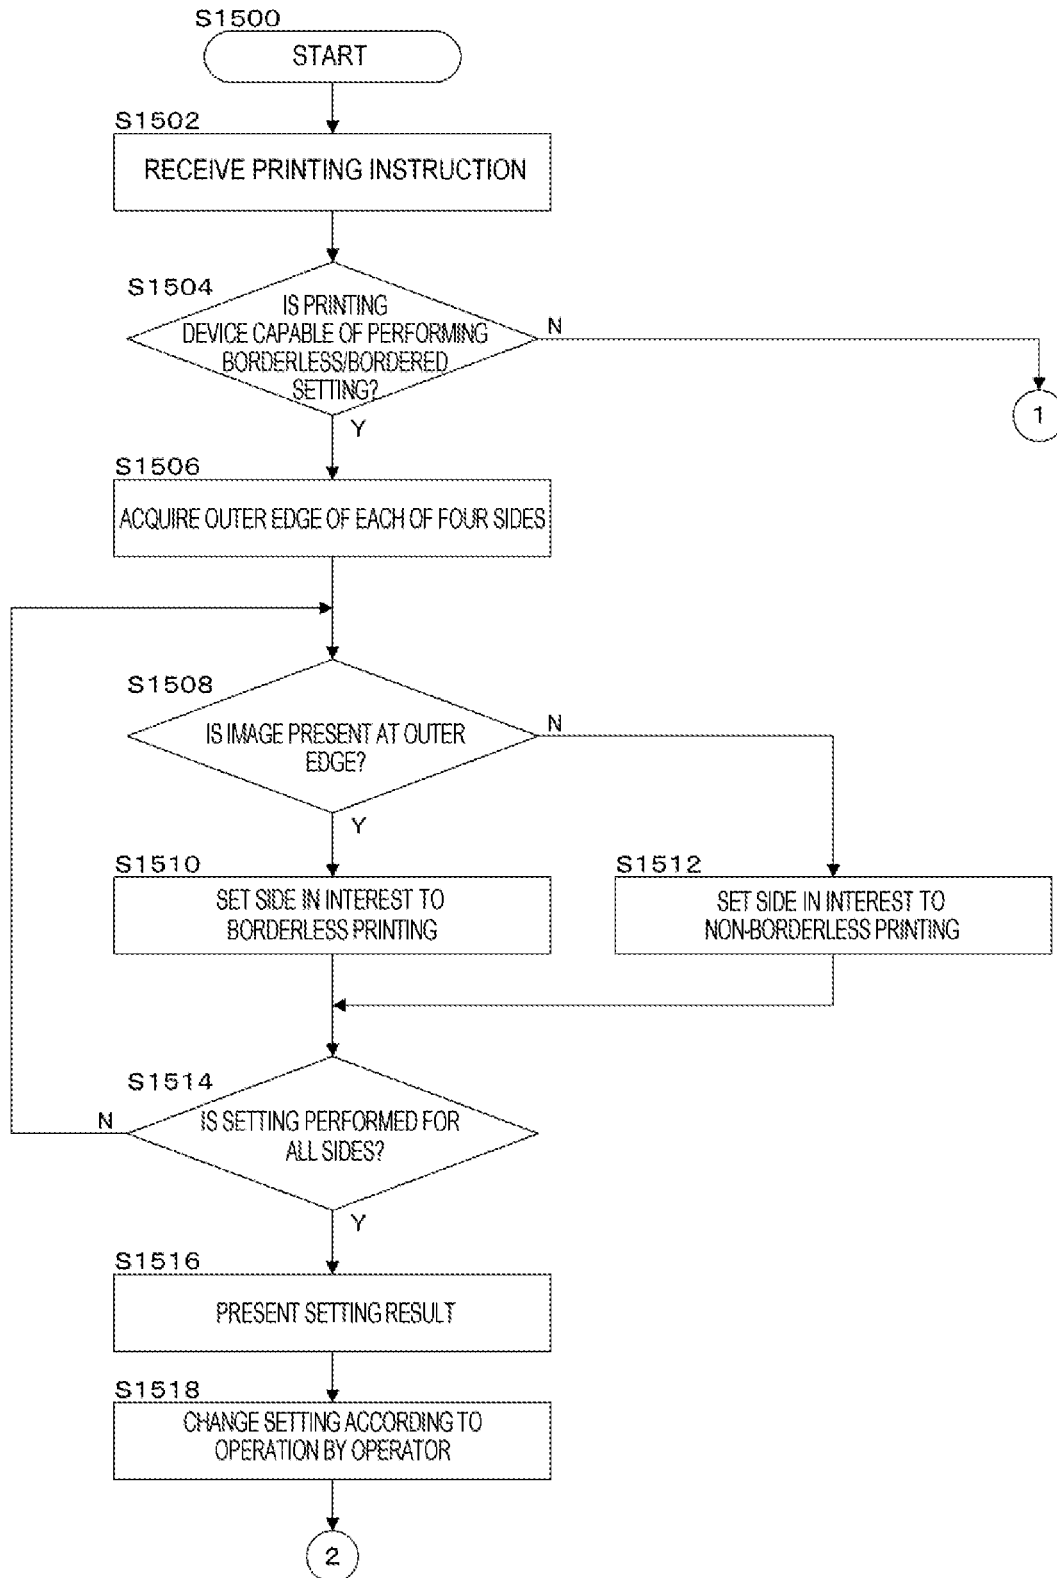 S1500
START
S1502
RECEIVE PRINTING INSTRUCTION
S1504
IS PRINTING
DEVICE CAPABLE OF PERFORMING
BORDERLESS/BORDERED
SETTING?
N
1
Y
S1506
ACQUIRE OUTER EDGE OF EACH OF FOUR SIDES
S1508
IS IMAGE PRESENT AT OUTER
EDGE?
N
Y
S1510
SET SIDE IN INTEREST TO
BORDERLESS PRINTING
S1512
SET SIDE IN INTEREST TO
NON-BORDERLESS PRINTING
S1514
IS SETTING PERFORMED FOR
ALL SIDES?
N
Y
S1516
PRESENT SETTING RESULT
S1518
CHANGE SETTING ACCORDING TO
OPERATION BY OPERATOR
2